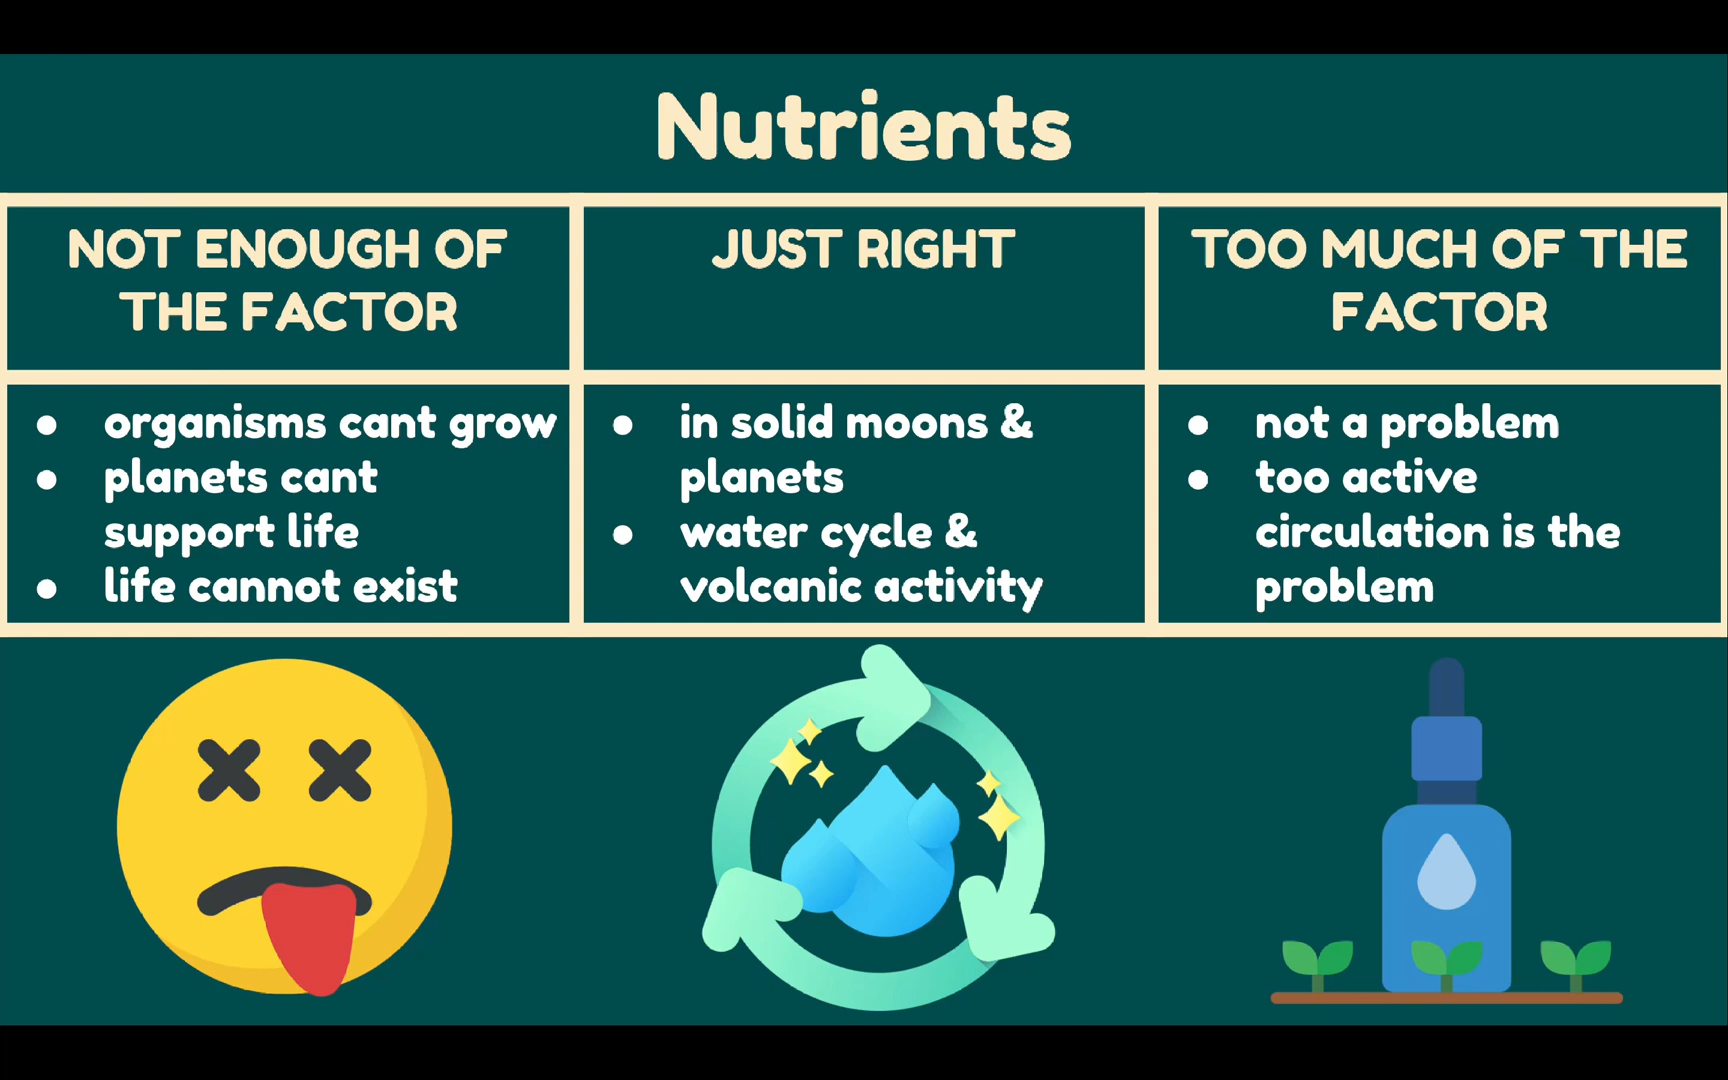 Nutrients
NOT ENOUGH OF
THE FACTOR
JUST RIGHT
TOO MUCH OF THE
FACTOR
● organisms cant grow
● planets cant
support life
● life cannot exist
● in solid moons &
planets
● water cycle &
volcanic activity
● not a problem
● too active
circulation is the
problem